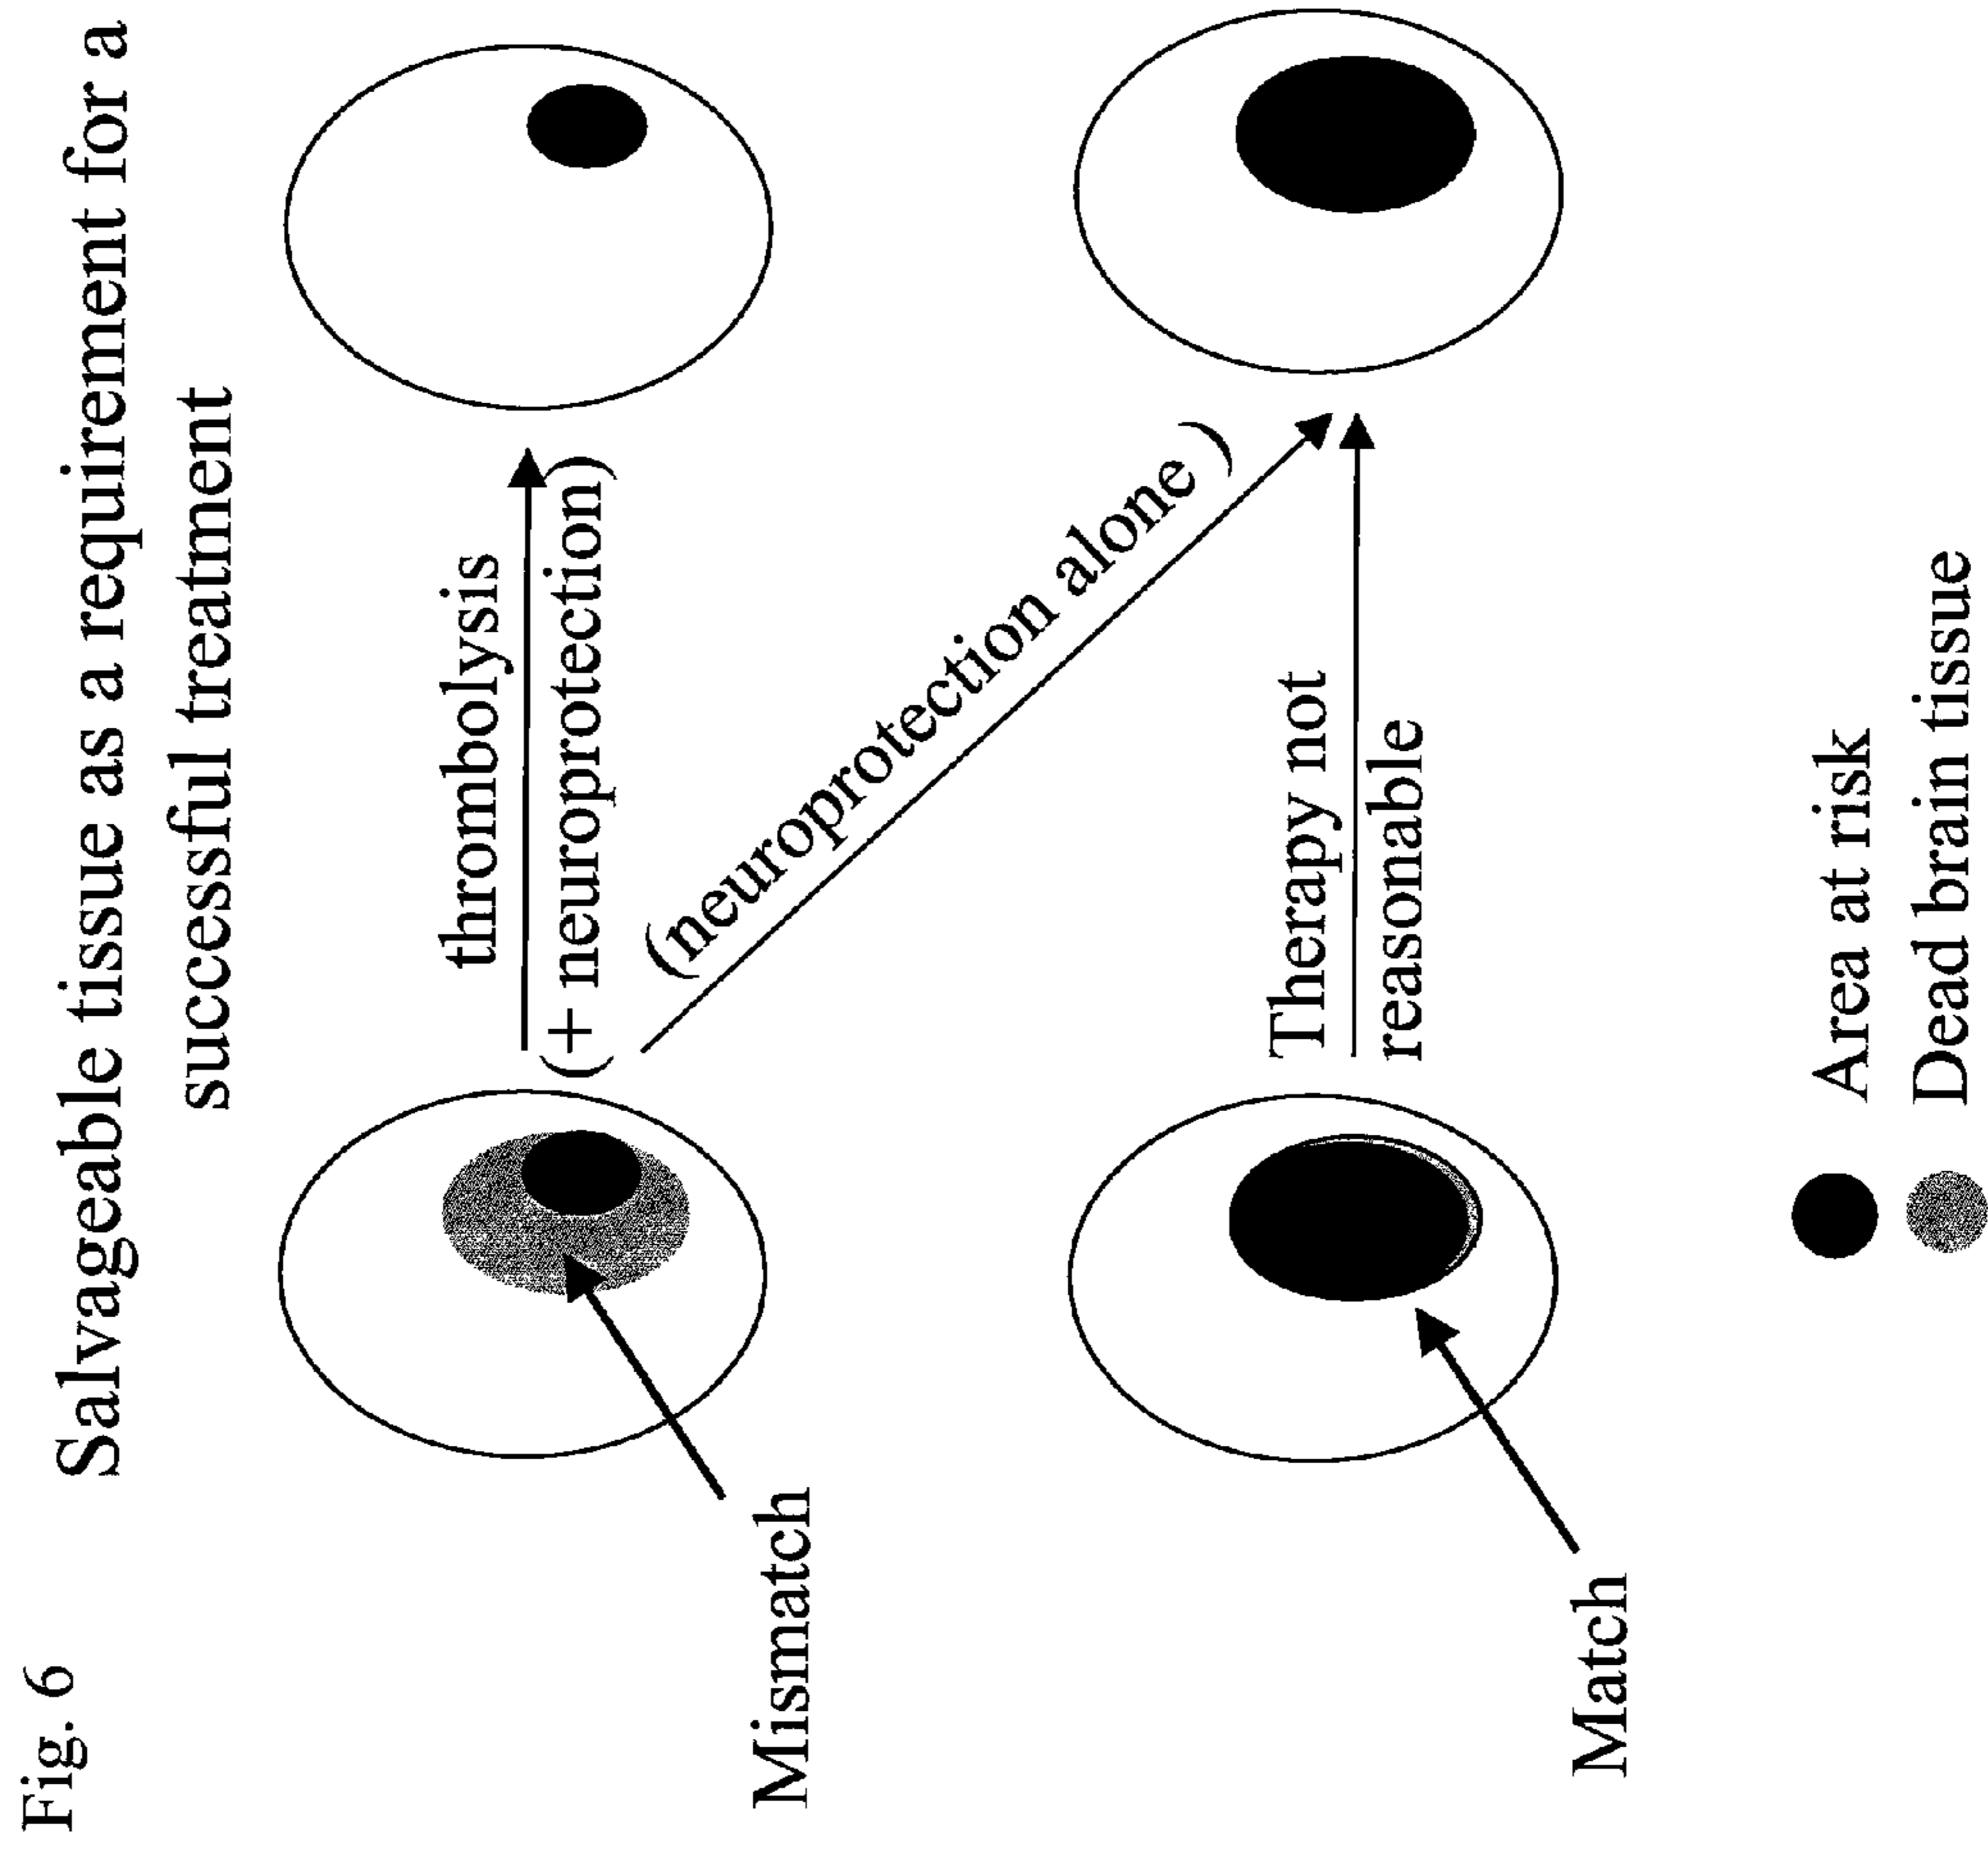 Fig. 6
Salvageable tissue as a requirement for a
successful treatment
thrombolysis
(+ neuroprotection)
(neuroprotection alone )
Mismatch
Therapy not
reasonable
Match
Area at risk
Dead brain tissue